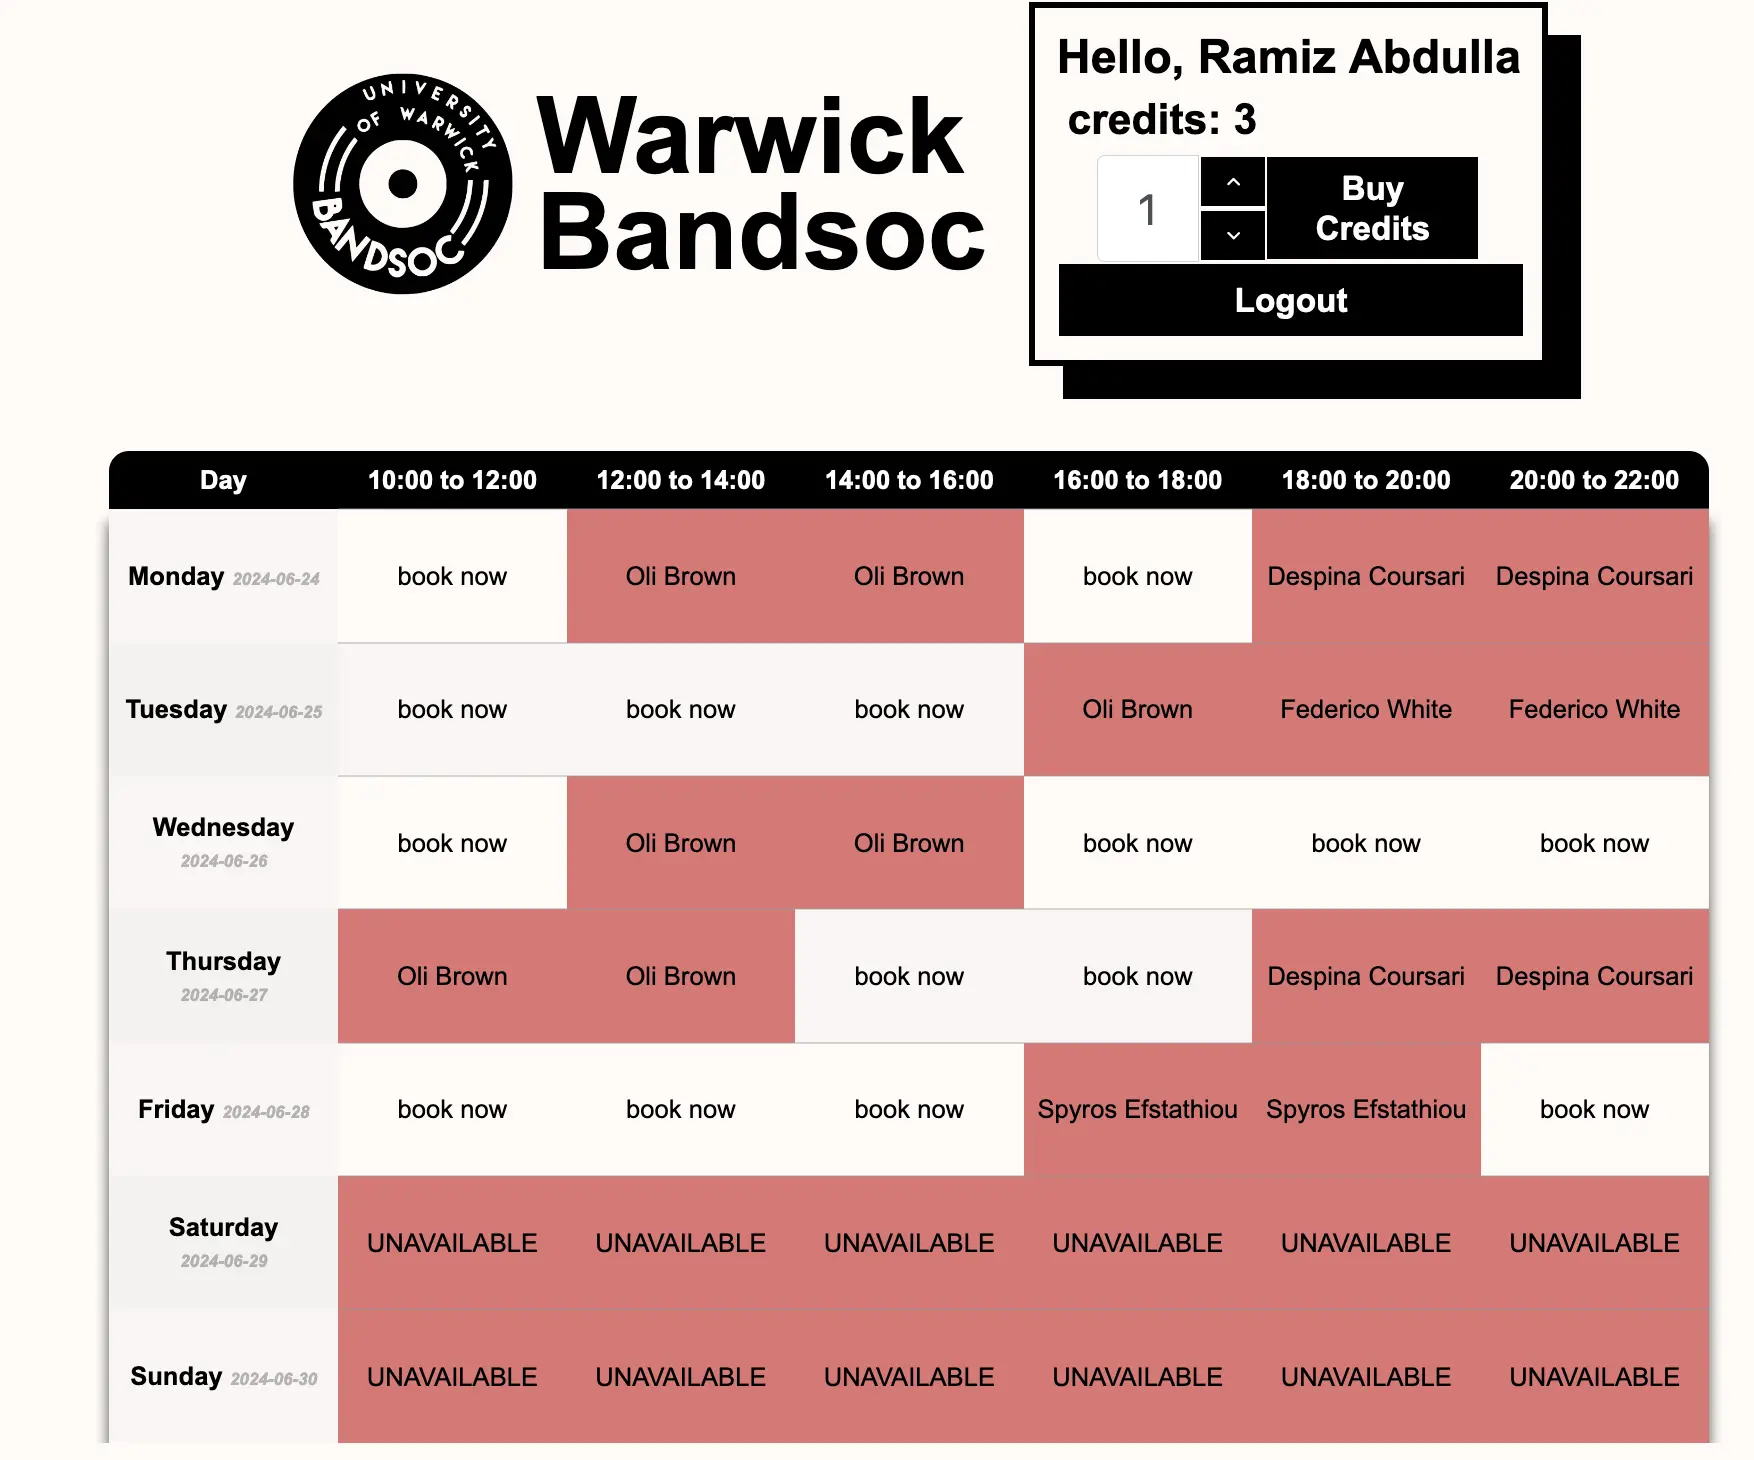 UNIVERSITY
OF WARWICK
BANDSOC
Warwick
Bandsoc
Hello, Ramiz Abdulla
credits: 3
1
Buy
Credits
Logout
Day 10:00 to 12:00 12:00 to 14:00 14:00 to 16:00 16:00 to 18:00 18:00 to 20:00 20:00 to 22:00
Monday 2024-06-24 book now Oli Brown Oli Brown book now Despina Coursari Despina Coursari
Tuesday 2024-06-25 book now book now book now Oli Brown Federico White Federico White
Wednesday
2024-06-26
book now Oli Brown Oli Brown book now book now book now
Thursday
2024-06-27
Oli Brown Oli Brown book now book now Despina Coursari Despina Coursari
Friday 2024-06-28 book now book now book now Spyros Efstathiou Spyros Efstathiou book now
Saturday
2024-06-29
UNAVAILABLE UNAVAILABLE UNAVAILABLE UNAVAILABLE UNAVAILABLE UNAVAILABLE
Sunday 2024-06-30 UNAVAILABLE UNAVAILABLE UNAVAILABLE UNAVAILABLE UNAVAILABLE UNAVAILABLE